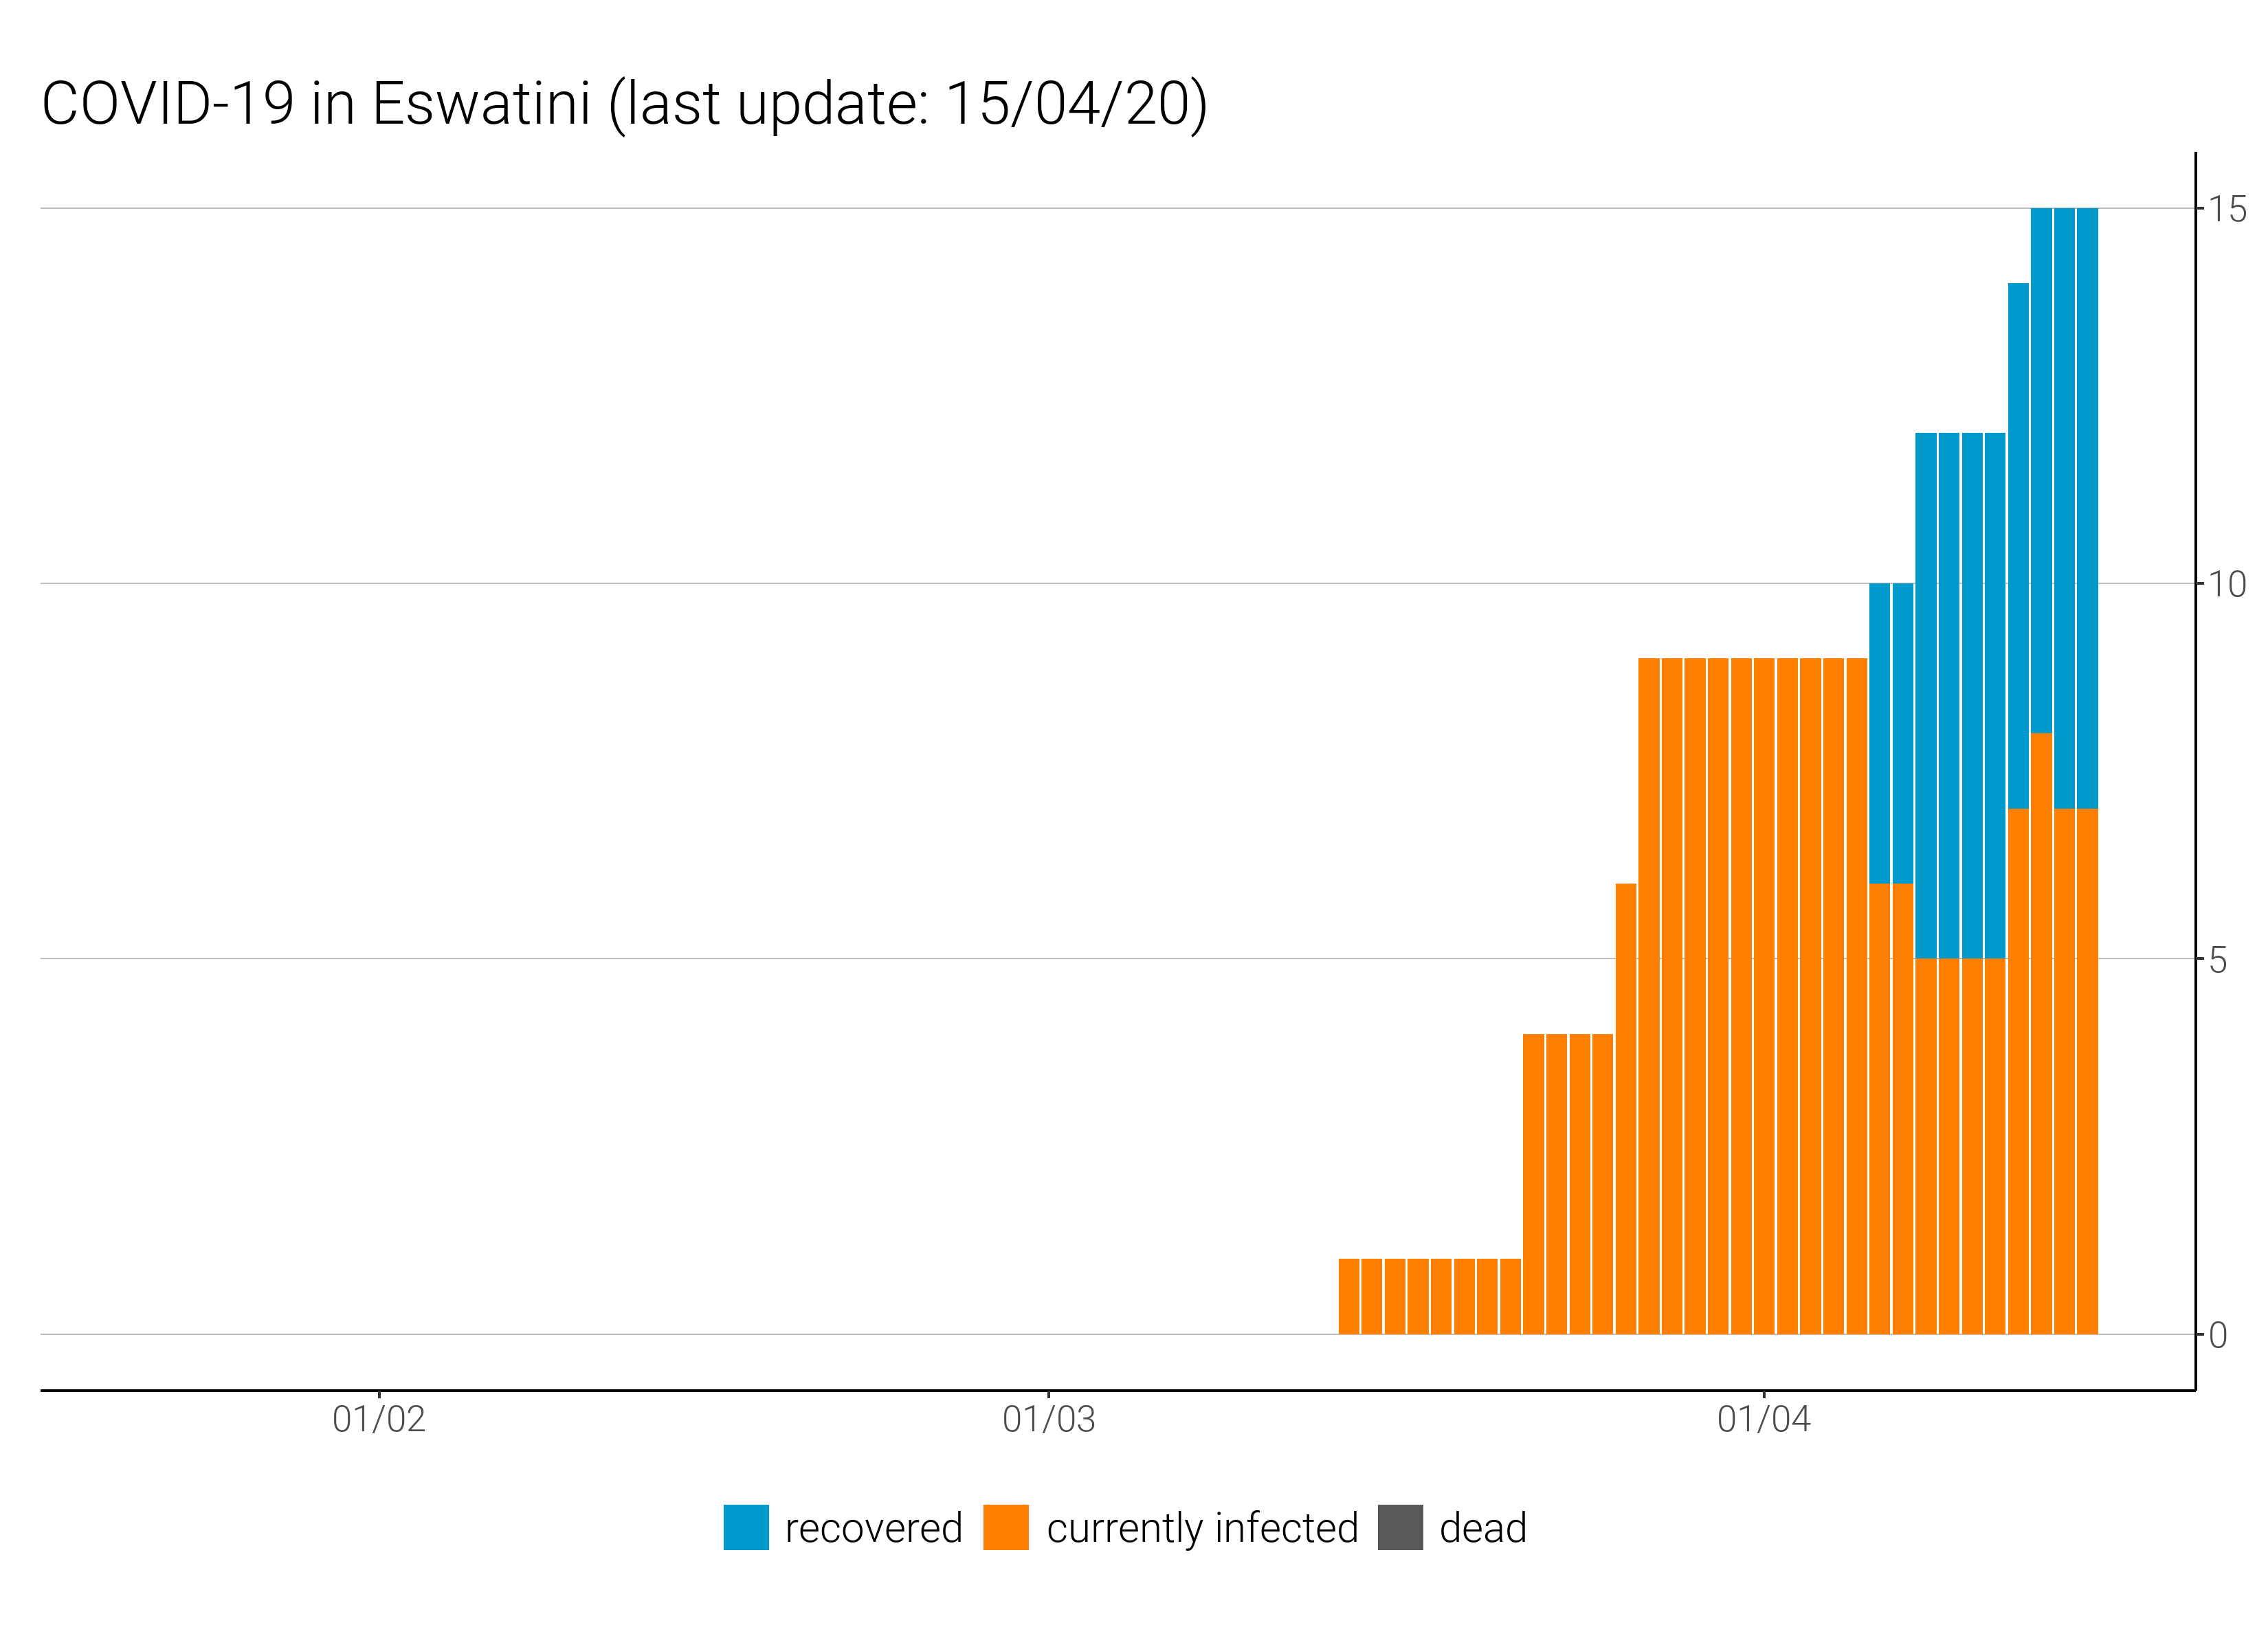 COVID-19 in Eswatini (last update: 15/04/20)
15
10
5
0
01/02 01/03 01/04
recovered currently infected dead